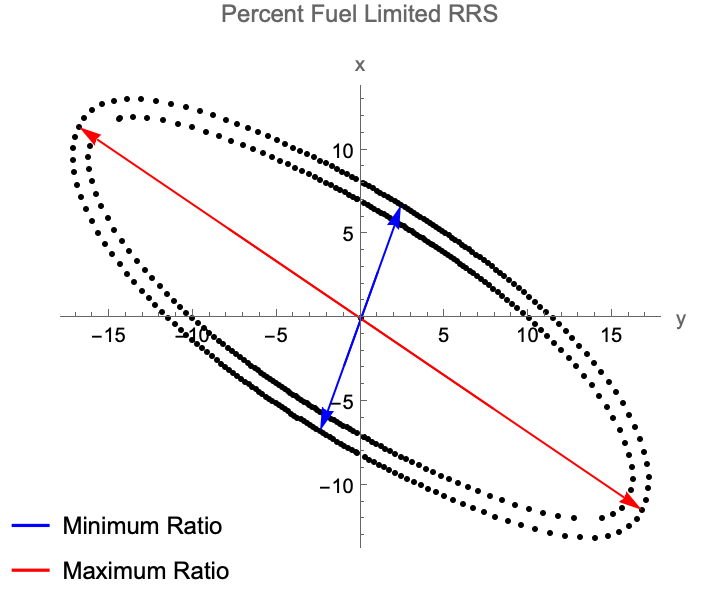 Percent Fuel Limited RRS
x
10
5
−15
−10
−5
5
10
15
y
−5
−10
Minimum Ratio
Maximum Ratio